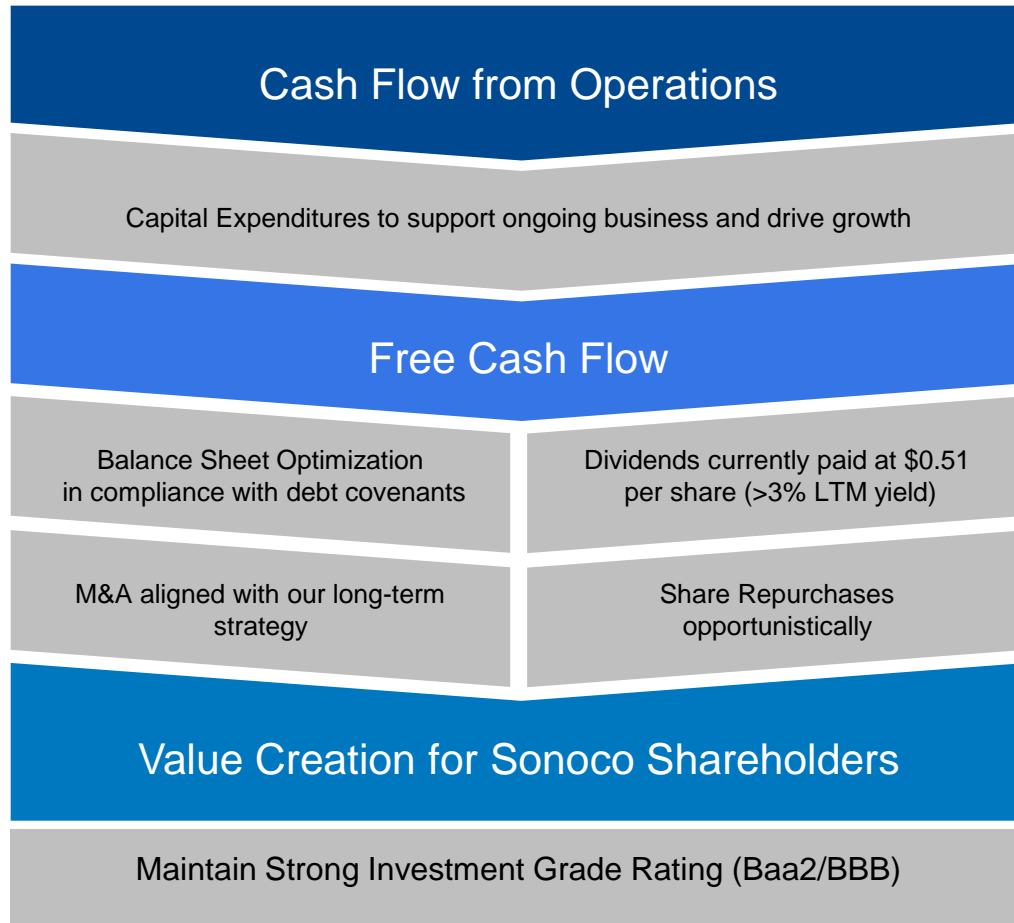 Cash Flow from Operations
Capital Expenditures to support ongoing business and drive growth
Free Cash Flow
Balance Sheet Optimization
in compliance with debt covenants
Dividends currently paid at $0.51
per share (>3% LTM yield)
M&A aligned with our long-term
strategy
Share Repurchases
opportunistically
Value Creation for Sonoco Shareholders
Maintain Strong Investment Grade Rating (Baa2/BBB)